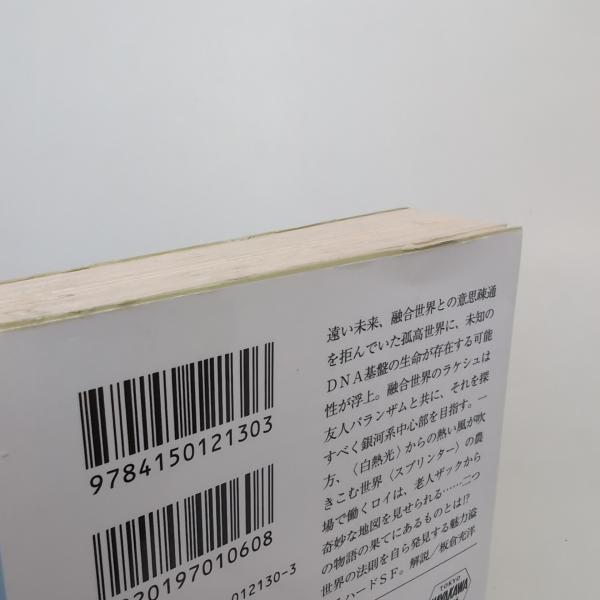 遠い未来、融合世界との意思疎通
を拒んでいた孤高世界に、未知の
DNA基盤の生命が存在する可能
性が浮上。融合世界のラケシュは
友人パランザムと共に、それを探
すべく銀河系中心部を目指す。一
方、〈白熱光〉からの熱い風が吹
きこむ世界〈スプリンター〉の農
場で働くロイは、老人ザックから
奇妙な地図を見せられる……二つ
の物語の果てにあるものとは!?
世界の法則を自ら発見する魅力溢
ハードSF。解説/板倉充洋
9784150121303
20197010608
012130-3
TOKYO